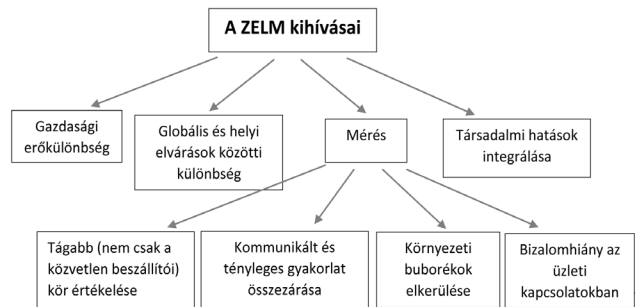 A ZELM kihívásai
Gazdasági
erőkülönbség
Globális és helyi
elvárások közötti
különbség
Mérés
Társadalmi hatások
integrálása
Tágabb (nem csak a
közvetlen beszállítói)
kör értékelése
Kommunikált és
tényleges gyakorlat
összezárása
Környezeti
buborékok
elkerülése
Bizalomhiány az
üzleti
kapcsolatokban